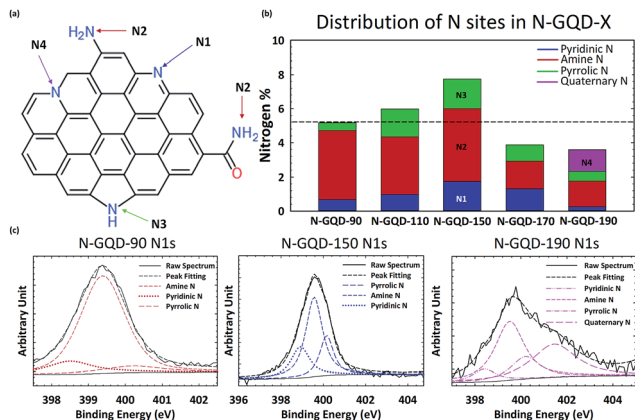 (a)
H₂N
N2
N4
N1
N
N
N2
NH₂
O
N
H
N3
(b)
Distribution of N sites in N-GQD-X
Nitrogen %
10
8
6
4
2
0
Pyridinic N
Amine N
Pyrrolic N
Quaternary N
N3
N2
N1
N4
N-GQD-90
N-GQD-110
N-GQD-150
N-GQD-170
N-GQD-190
(c)
N-GQD-90 N1s
Arbitrary Unit
Raw Spectrum
Peak Fitting
Amine N
Pyridinic N
Pyrrolic N
398 399 400 401 402
Binding Energy (eV)
N-GQD-150 N1s
Arbitrary Unit
Raw Spectrum
Peak Fitting
Pyrrolic N
Amine N
Pyridinic N
396 398 400 402 404
Binding Energy (eV)
N-GQD-190 N1s
Arbitrary Unit
Raw Spectrum
Peak Fitting
Pyridinic N
Amine N
Pyrrolic N
Quaternary N
398 400 402 404
Binding Energy (eV)